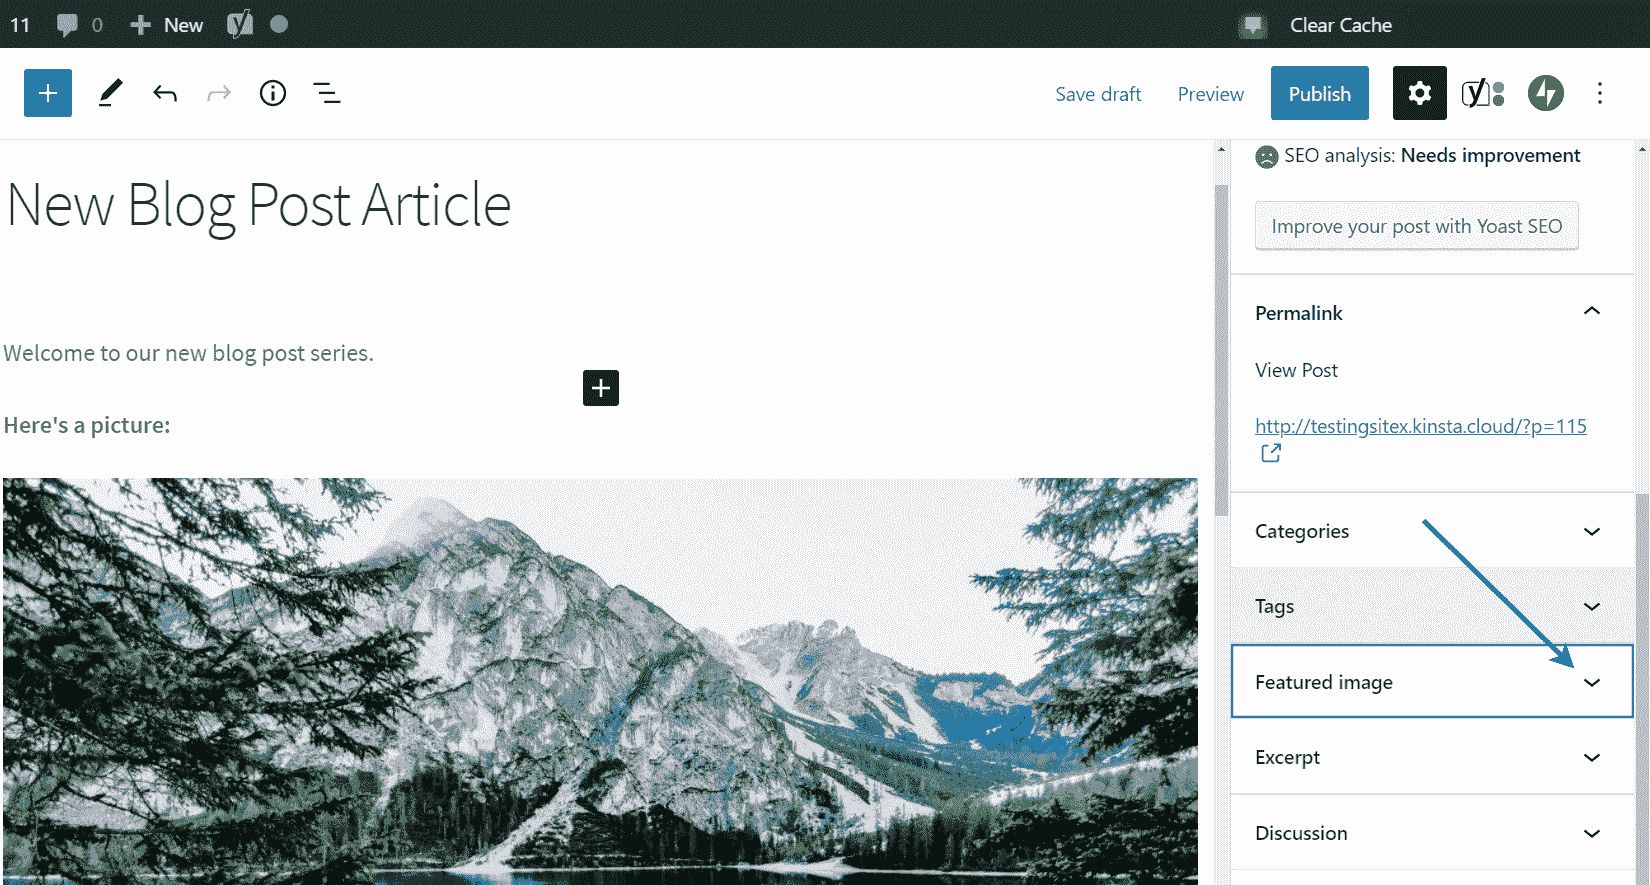 11 0 New Clear Cache
Save draft Preview Publish
New Blog Post Article
Welcome to our new blog post series.
Here's a picture:
SEO analysis: Needs improvement
Improve your post with Yoast SEO
Permalink
View Post
http://testingsitex.kinsta.cloud/?p=115
Categories
Tags
Featured image
Excerpt
Discussion